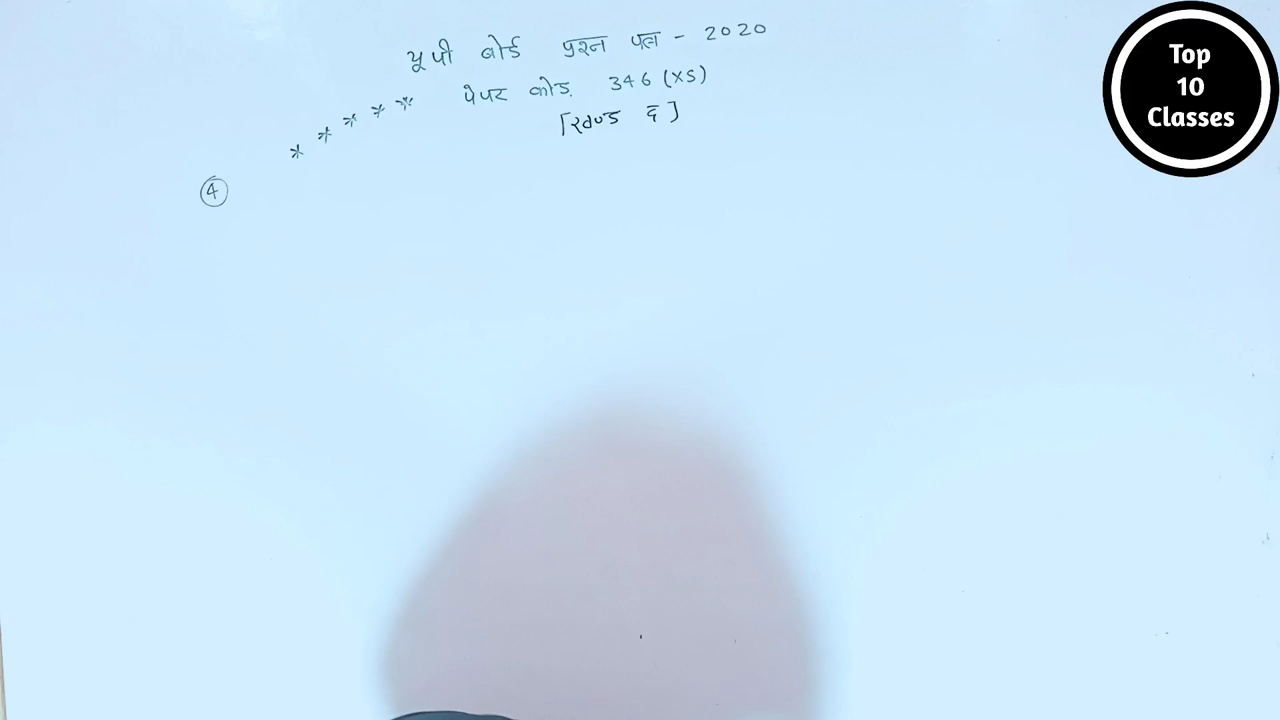 यू पी बोर्ड प्रश्न पत्र - 2020
पेपर कोड. 346 (XS)
[खण्ड द]
* * * * *
4
Top
10
Classes